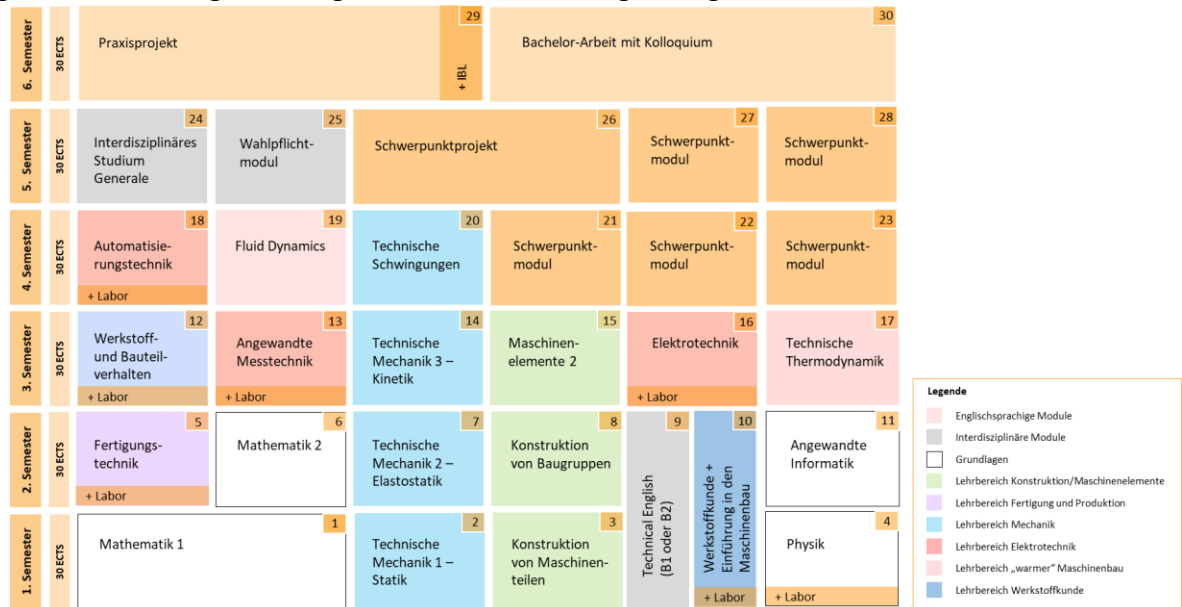 6. Semester
30 ECTS
Praxisprojekt
29
+ IBL
Bachelor-Arbeit mit Kolloquium
30
5. Semester
30 ECTS
24
Interdisziplinäres
Studium
Generale
25
Wahlpflicht-
modul
26
Schwerpunktprojekt
27
Schwerpunkt-
modul
28
Schwerpunkt-
modul
4. Semester
30 ECTS
18
Automatisie-
rungstechnik
+ Labor
19
Fluid Dynamics
20
Technische
Schwingungen
21
Schwerpunkt-
modul
22
Schwerpunkt-
modul
23
Schwerpunkt-
modul
3. Semester
30 ECTS
12
Werkstoff-
und Bauteil-
verhalten
+ Labor
13
Angewandte
Messtechnik
+ Labor
14
Technische
Mechanik 3 –
Kinetik
15
Maschinen-
elemente 2
16
Elektrotechnik
+ Labor
17
Technische
Thermodynamik
2. Semester
30 ECTS
5
Fertigungs-
technik
+ Labor
6
Mathematik 2
7
Technische
Mechanik 2 –
Elastostatik
8
Konstruktion
von Baugruppen
9
Technical English
(B1 oder B2)
10
Werkstoffkunde +
Einführung in den
Maschinenbau
+ Labor
11
Angewandte
Informatik
1. Semester
30 ECTS
1
Mathematik 1
2
Technische
Mechanik 1 –
Statik
3
Konstruktion
von Maschinen-
teilen
4
Physik
+ Labor
Legende
Englischsprachige Module
Interdisziplinäre Module
Grundlagen
Lehrbereich Konstruktion/Maschinenelemente
Lehrbereich Fertigung und Produktion
Lehrbereich Mechanik
Lehrbereich Elektrotechnik
Lehrbereich „warmer" Maschinenbau
Lehrbereich Werkstoffkunde